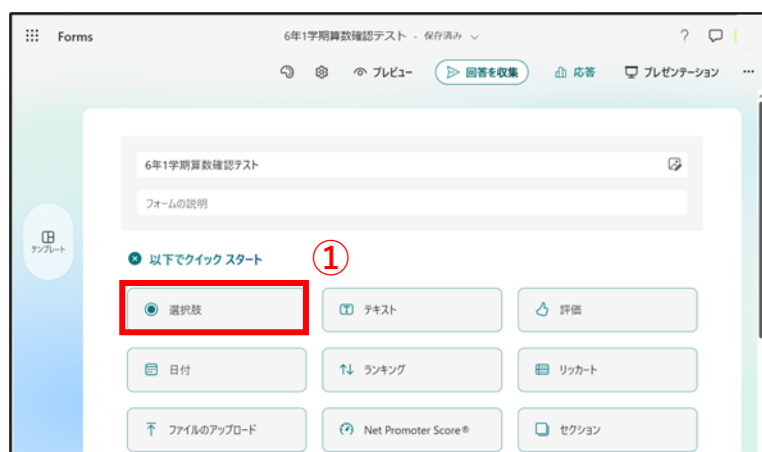 Forms
6年1学期算数確認テスト - 保存済み
?
プレビュー
回答を収集
応答
プレゼンテーション
...
6年1学期算数確認テスト
フォームの説明
テンプレート
以下でクイック スタート
①
選択肢
テキスト
評価
日付
ランキング
リッカート
ファイルのアップロード
Net Promoter Score®
セクション